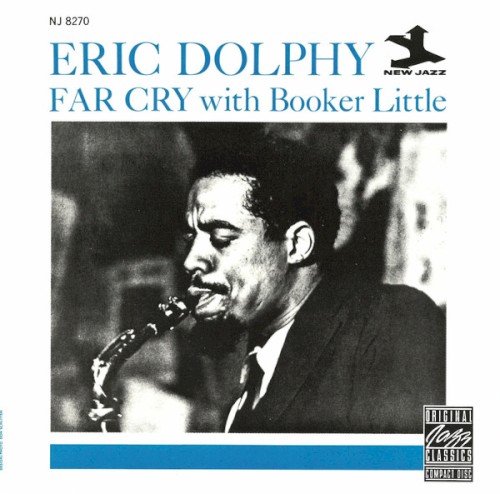 NJ 8270
ERIC DOLPHY
NEW JAZZ
FAR CRY with Booker Little
ORIGINAL
Jazz
CLASSICS
COMPACT DISC